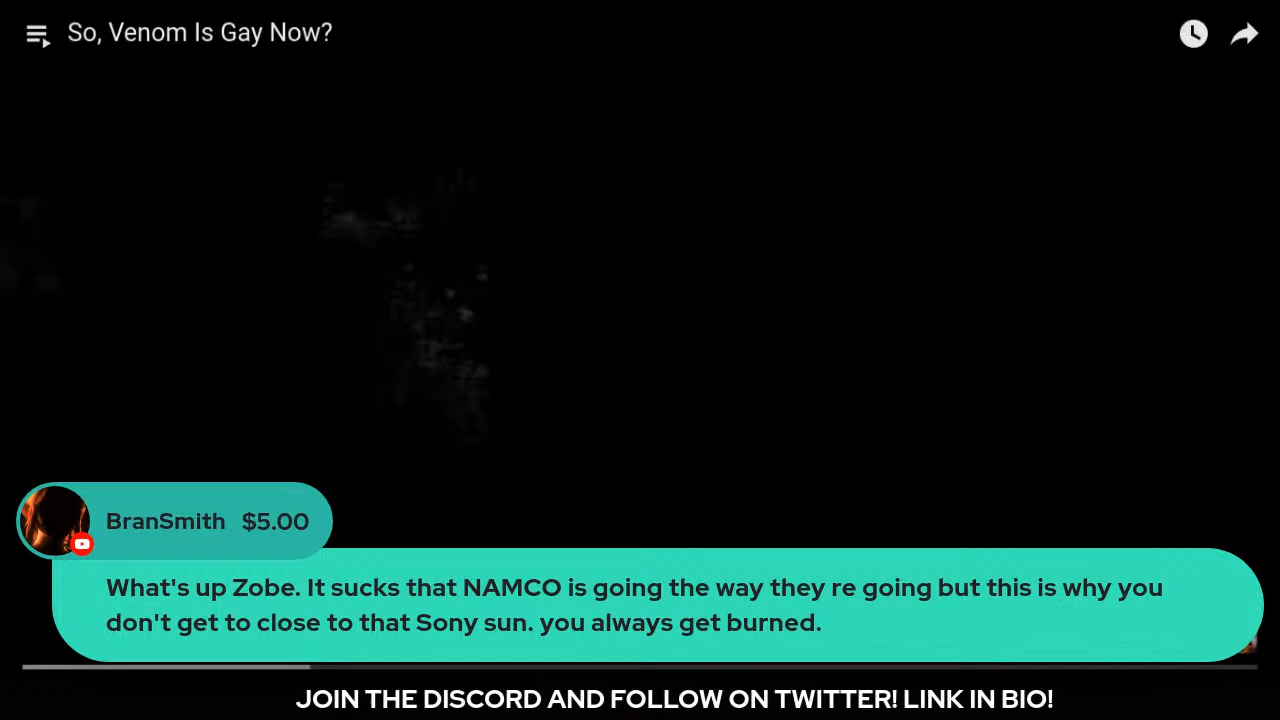 So, Venom Is Gay Now?
BranSmith $5.00
What's up Zobe. It sucks that NAMCO is going the way they re going but this is why you
don't get to close to that Sony sun. you always get burned.
JOIN THE DISCORD AND FOLLOW ON TWITTER! LINK IN BIO!